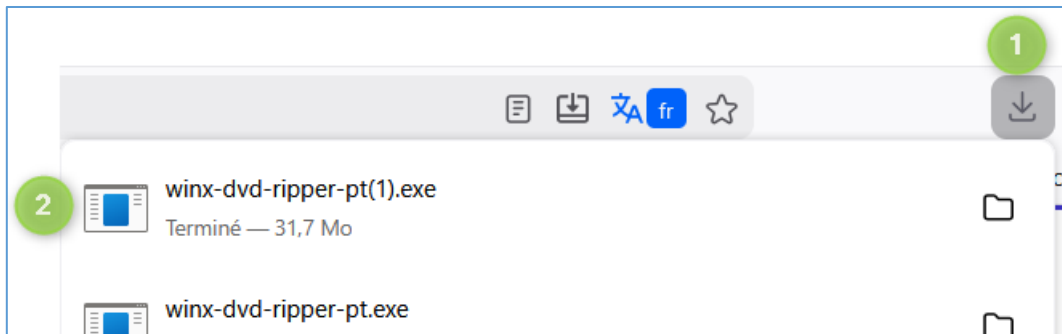 1
fr
2
winx-dvd-ripper-pt(1).exe
Terminé — 31,7 Mo
winx-dvd-ripper-pt.exe